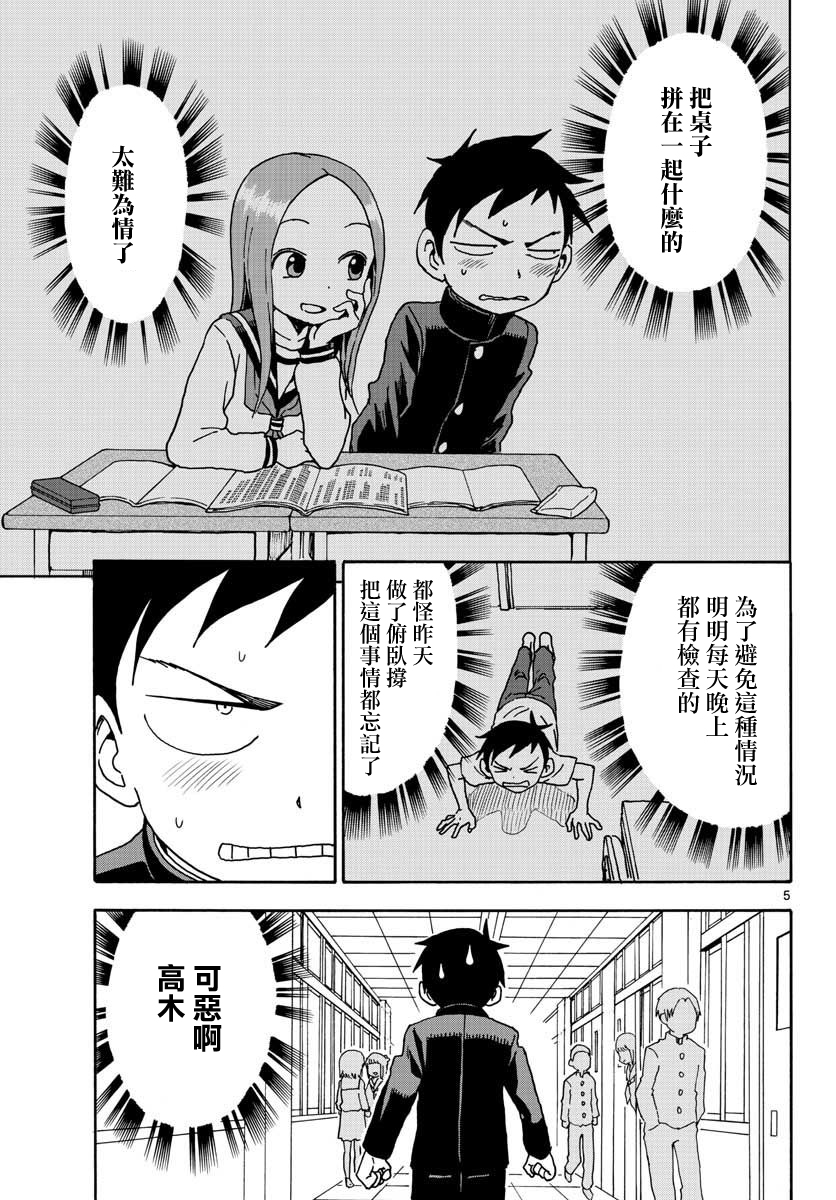 把桌子
拼在一起什麼的
太難為情了
為了避免這種情況
明明每天晚上
都有檢查的
都怪昨天
做了俯臥撐
把這個事情都忘記了
5
可惡啊
高木